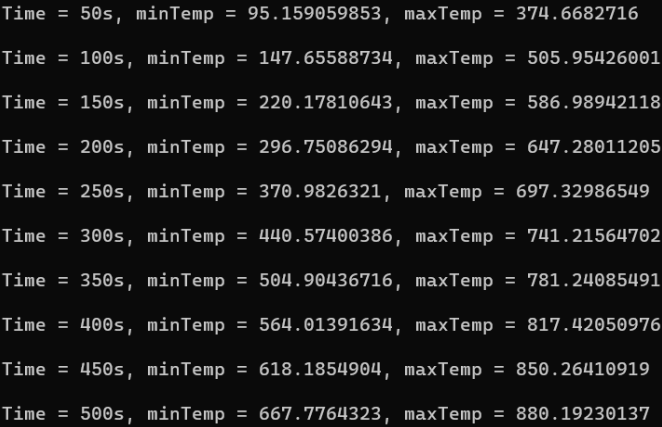 Time = 50s, minTemp = 95.159059853, maxTemp = 374.6682716
Time = 100s, minTemp = 147.65588734, maxTemp = 505.95426001
Time = 150s, minTemp = 220.17810643, maxTemp = 586.98942118
Time = 200s, minTemp = 296.75086294, maxTemp = 647.28011205
Time = 250s, minTemp = 370.9826321, maxTemp = 697.32986549
Time = 300s, minTemp = 440.57400386, maxTemp = 741.21564702
Time = 350s, minTemp = 504.90436716, maxTemp = 781.24085491
Time = 400s, minTemp = 564.01391634, maxTemp = 817.42050976
Time = 450s, minTemp = 618.1854904, maxTemp = 850.26410919
Time = 500s, minTemp = 667.7764323, maxTemp = 880.19230137